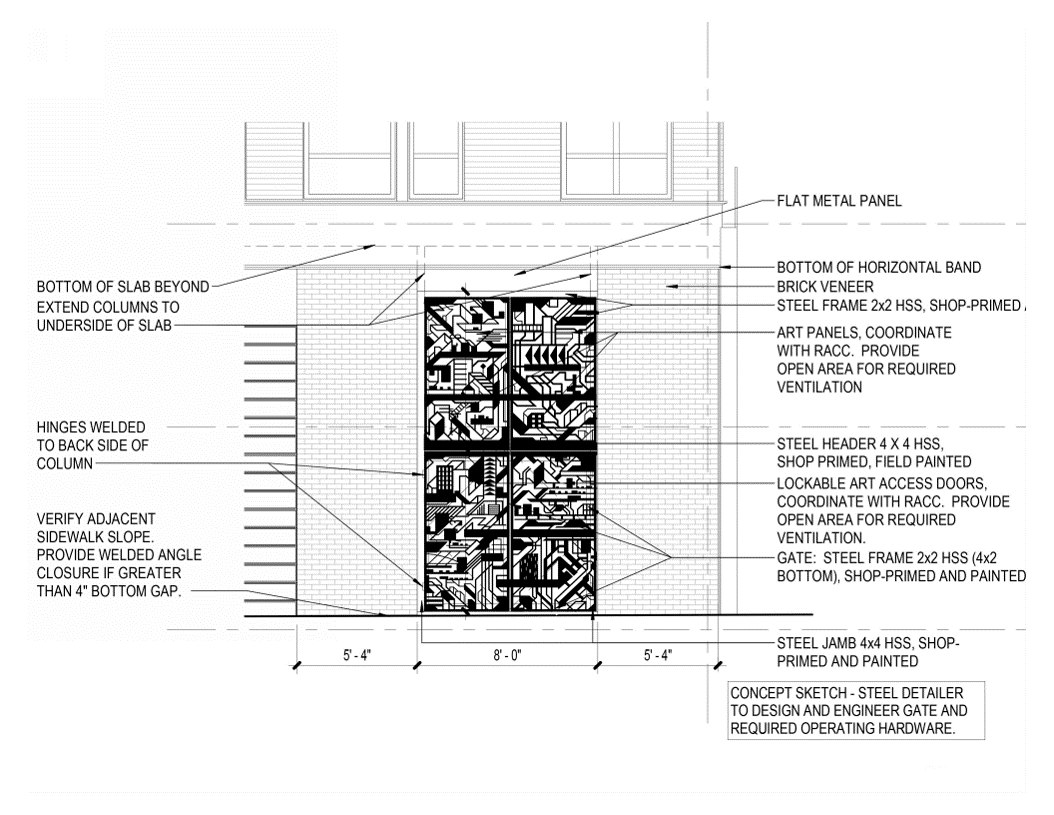 FLAT METAL PANEL
BOTTOM OF SLAB BEYOND
EXTEND COLUMNS TO
UNDERSIDE OF SLAB
HINGES WELDED
TO BACK SIDE OF
COLUMN
VERIFY ADJACENT
SIDEWALK SLOPE.
PROVIDE WELDED ANGLE
CLOSURE IF GREATER
THAN 4" BOTTOM GAP.
BOTTOM OF HORIZONTAL BAND
BRICK VENEER
STEEL FRAME 2x2 HSS, SHOP-PRIMED
ART PANELS, COORDINATE
WITH RACC. PROVIDE
OPEN AREA FOR REQUIRED
VENTILATION
STEEL HEADER 4 X 4 HSS,
SHOP PRIMED, FIELD PAINTED
LOCKABLE ART ACCESS DOORS,
COORDINATE WITH RACC. PROVIDE
OPEN AREA FOR REQUIRED
VENTILATION.
GATE: STEEL FRAME 2x2 HSS (4x2
BOTTOM), SHOP-PRIMED AND PAINTED
STEEL JAMB 4x4 HSS, SHOP-
PRIMED AND PAINTED
5' - 4"
8' - 0"
5' - 4"
CONCEPT SKETCH - STEEL DETAILER
TO DESIGN AND ENGINEER GATE AND
REQUIRED OPERATING HARDWARE.